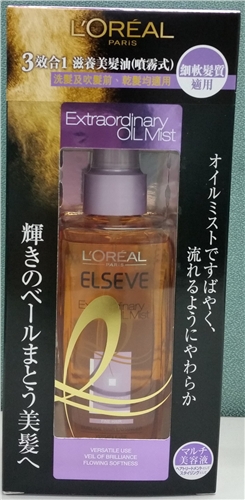 L'ORÉAL
PARIS
3效合1 滋養美髮油(噴霧式)
洗髮及吹髮前、乾髮均適用
細軟髮質
適用
Extraordinary
OIL Mist
L'ORÉAL
PARIS
ELSEVE
Extraordinary
Oil Mist
VERSATILE USE
VEIL OF BRILLIANCE
FLOWING SOFTNESS
オイルミストですばやく、
流れるようにやわらか
輝きのベールまとう美髪へ
マルチ
美容液